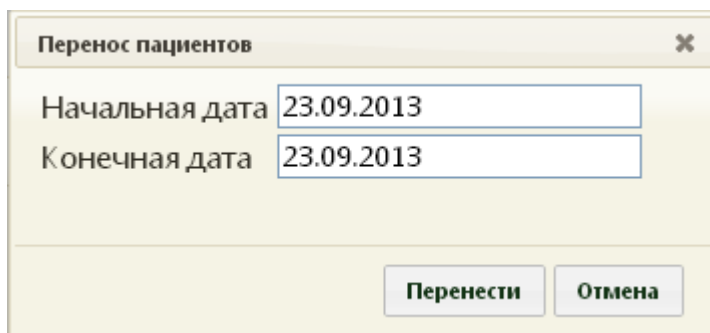 Перенос пациентов
Начальная дата 23.09.2013
Конечная дата 23.09.2013
Перенести Отмена